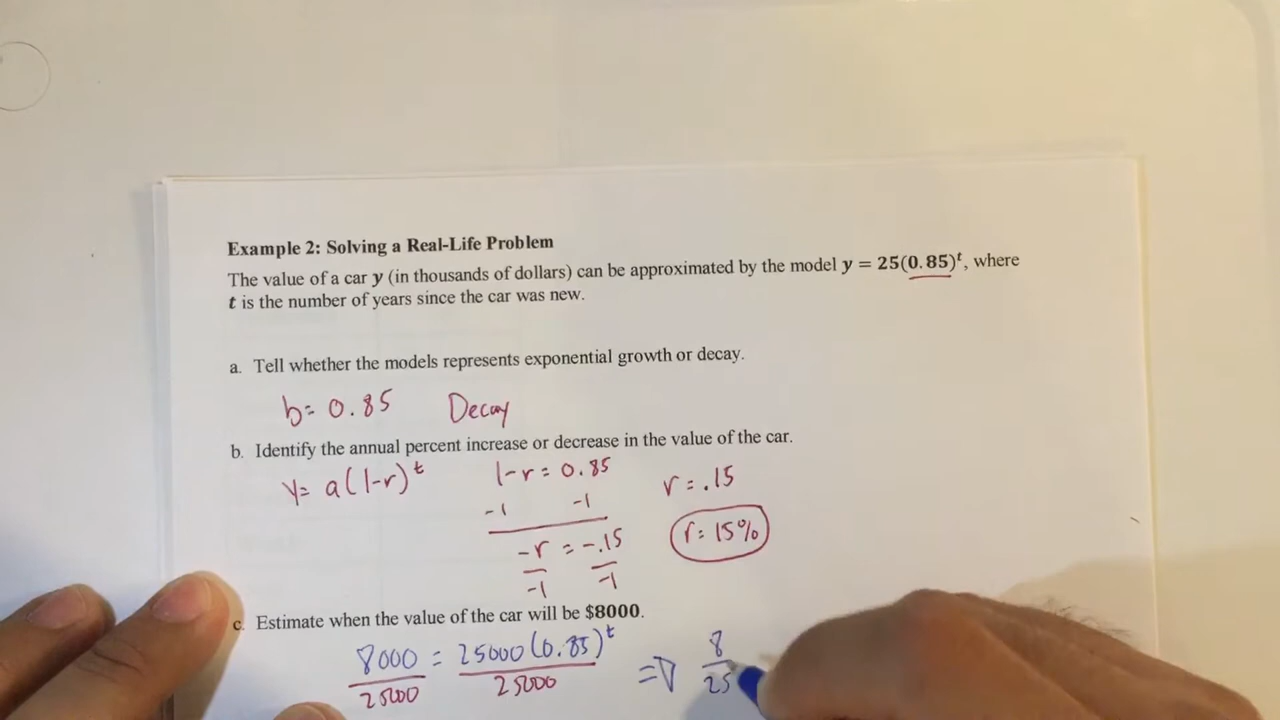 Example 2: Solving a Real-Life Problem
The value of a car y (in thousands of dollars) can be approximated by the model y = 25(0.85)^t, where
t is the number of years since the car was new.
a. Tell whether the models represents exponential growth or decay.
b = 0.85 Decay
b. Identify the annual percent increase or decrease in the value of the car.
y = a(1-r)^t 1-r = 0.85 r = .15
-1 -1
-r = -.15 r = 15%
-1 -1
c. Estimate when the value of the car will be $8000.
8000 = 25000(0.85)^t ⇒ 8
25000 25000 25